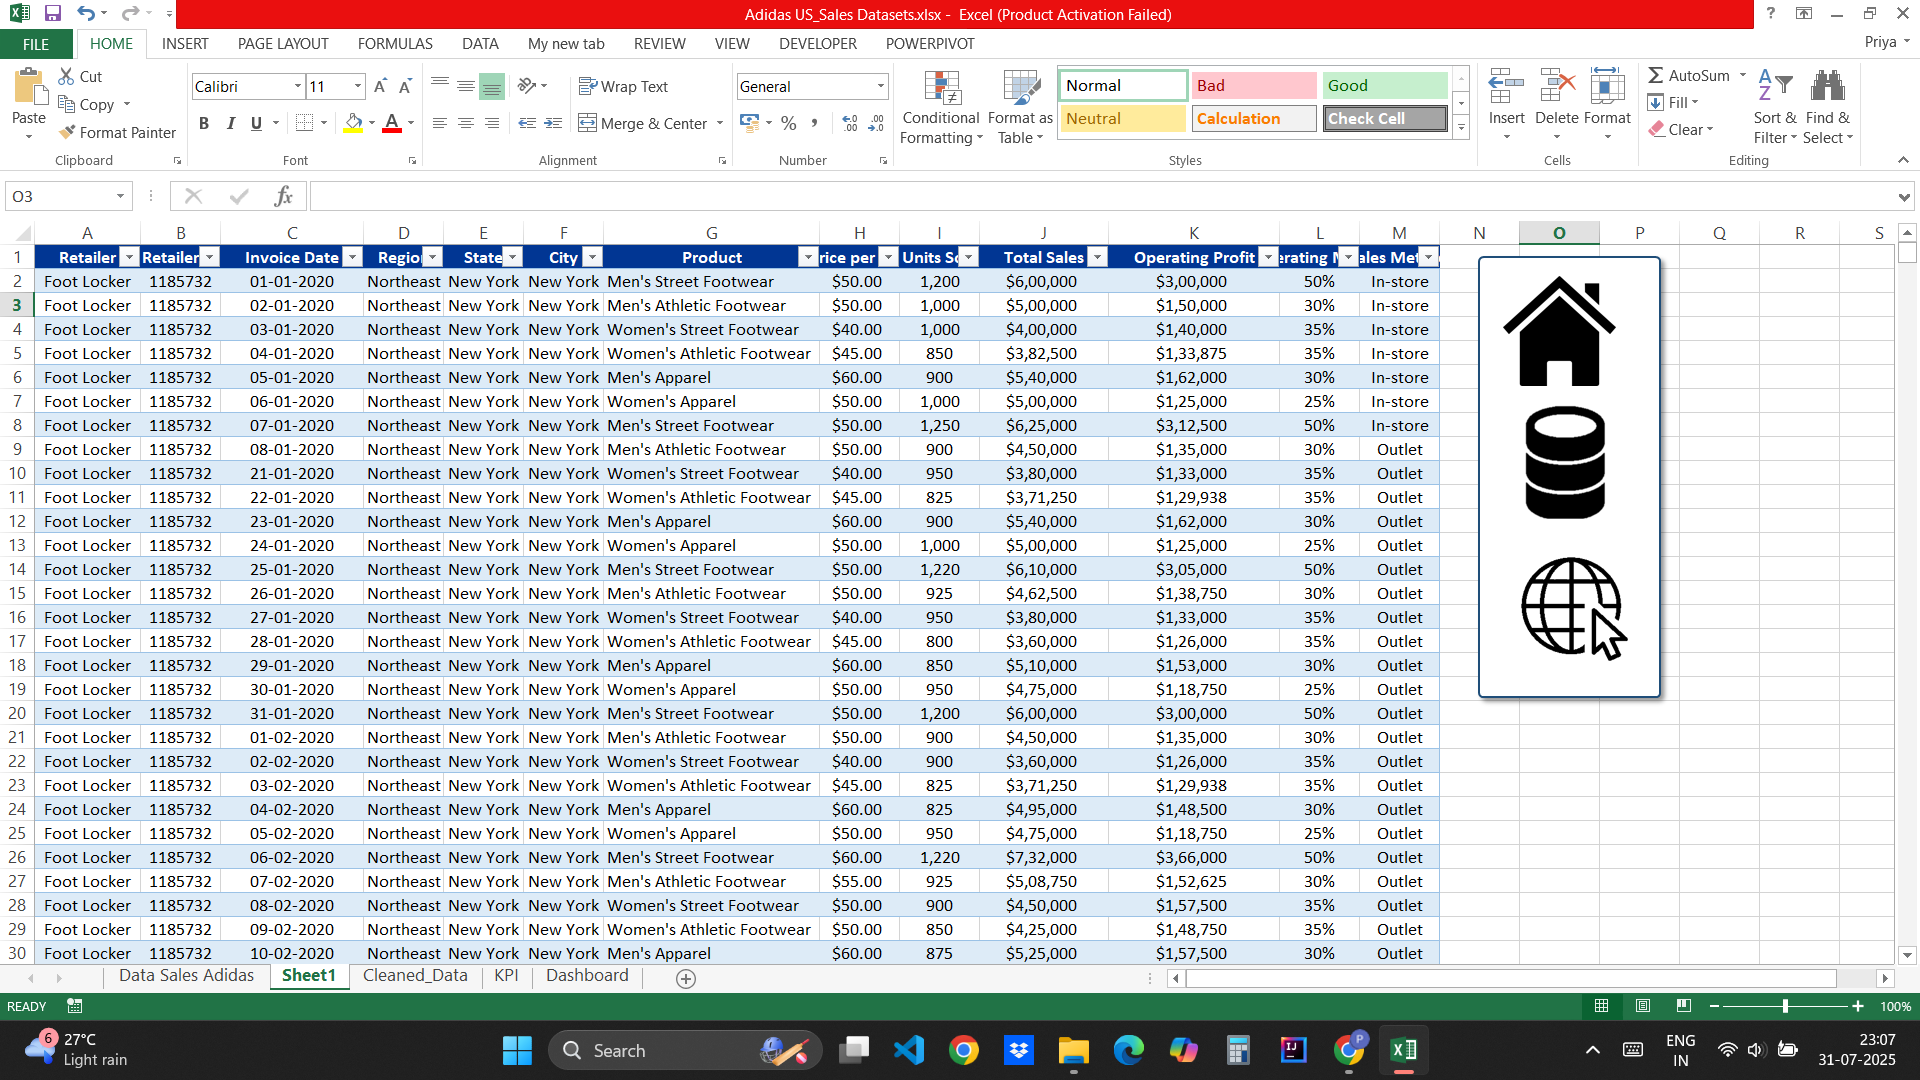 Adidas US_Sales Datasets.xlsx - Excel (Product Activation Failed)
?
FILE HOME INSERT PAGE LAYOUT FORMULAS DATA My new tab REVIEW VIEW DEVELOPER POWERPIVOT Priya
Paste
Cut
Copy
Format Painter
Clipboard
Calibri 11
B I U
Font
Wrap Text
Merge & Center
Alignment
General
%
Number
Conditional Formatting
Format as Table
Normal Bad Good
Neutral Calculation Check Cell
Styles
Insert Delete Format
Cells
AutoSum
Fill
Clear
Sort & Filter
Find & Select
Editing
O3 fx
A B C D E F G H I J K L M N O P Q R S
1 Retailer Retailer Invoice Date Regio State City Product rice per Units So Total Sales Operating Profit erating M ales Met
2 Foot Locker 1185732 01-01-2020 Northeast New York New York Men's Street Footwear $50.00 1,200 $6,00,000 $3,00,000 50% In-store
3 Foot Locker 1185732 02-01-2020 Northeast New York New York Men's Athletic Footwear $50.00 1,000 $5,00,000 $1,50,000 30% In-store
4 Foot Locker 1185732 03-01-2020 Northeast New York New York Women's Street Footwear $40.00 1,000 $4,00,000 $1,40,000 35% In-store
5 Foot Locker 1185732 04-01-2020 Northeast New York New York Women's Athletic Footwear $45.00 850 $3,82,500 $1,33,875 35% In-store
6 Foot Locker 1185732 05-01-2020 Northeast New York New York Men's Apparel $60.00 900 $5,40,000 $1,62,000 30% In-store
7 Foot Locker 1185732 06-01-2020 Northeast New York New York Women's Apparel $50.00 1,000 $5,00,000 $1,25,000 25% In-store
8 Foot Locker 1185732 07-01-2020 Northeast New York New York Men's Street Footwear $50.00 1,250 $6,25,000 $3,12,500 50% In-store
9 Foot Locker 1185732 08-01-2020 Northeast New York New York Men's Athletic Footwear $50.00 900 $4,50,000 $1,35,000 30% Outlet
10 Foot Locker 1185732 21-01-2020 Northeast New York New York Women's Street Footwear $40.00 950 $3,80,000 $1,33,000 35% Outlet
11 Foot Locker 1185732 22-01-2020 Northeast New York New York Women's Athletic Footwear $45.00 825 $3,71,250 $1,29,938 35% Outlet
12 Foot Locker 1185732 23-01-2020 Northeast New York New York Men's Apparel $60.00 900 $5,40,000 $1,62,000 30% Outlet
13 Foot Locker 1185732 24-01-2020 Northeast New York New York Women's Apparel $50.00 1,000 $5,00,000 $1,25,000 25% Outlet
14 Foot Locker 1185732 25-01-2020 Northeast New York New York Men's Street Footwear $50.00 1,220 $6,10,000 $3,05,000 50% Outlet
15 Foot Locker 1185732 26-01-2020 Northeast New York New York Men's Athletic Footwear $50.00 925 $4,62,500 $1,38,750 30% Outlet
16 Foot Locker 1185732 27-01-2020 Northeast New York New York Women's Street Footwear $40.00 950 $3,80,000 $1,33,000 35% Outlet
17 Foot Locker 1185732 28-01-2020 Northeast New York New York Women's Athletic Footwear $45.00 800 $3,60,000 $1,26,000 35% Outlet
18 Foot Locker 1185732 29-01-2020 Northeast New York New York Men's Apparel $60.00 850 $5,10,000 $1,53,000 30% Outlet
19 Foot Locker 1185732 30-01-2020 Northeast New York New York Women's Apparel $50.00 950 $4,75,000 $1,18,750 25% Outlet
20 Foot Locker 1185732 31-01-2020 Northeast New York New York Men's Street Footwear $50.00 1,200 $6,00,000 $3,00,000 50% Outlet
21 Foot Locker 1185732 01-02-2020 Northeast New York New York Men's Athletic Footwear $50.00 900 $4,50,000 $1,35,000 30% Outlet
22 Foot Locker 1185732 02-02-2020 Northeast New York New York Women's Street Footwear $40.00 900 $3,60,000 $1,26,000 35% Outlet
23 Foot Locker 1185732 03-02-2020 Northeast New York New York Women's Athletic Footwear $45.00 825 $3,71,250 $1,29,938 35% Outlet
24 Foot Locker 1185732 04-02-2020 Northeast New York New York Men's Apparel $60.00 825 $4,95,000 $1,48,500 30% Outlet
25 Foot Locker 1185732 05-02-2020 Northeast New York New York Women's Apparel $50.00 950 $4,75,000 $1,18,750 25% Outlet
26 Foot Locker 1185732 06-02-2020 Northeast New York New York Men's Street Footwear $60.00 1,220 $7,32,000 $3,66,000 50% Outlet
27 Foot Locker 1185732 07-02-2020 Northeast New York New York Men's Athletic Footwear $55.00 925 $5,08,750 $1,52,625 30% Outlet
28 Foot Locker 1185732 08-02-2020 Northeast New York New York Women's Street Footwear $50.00 900 $4,50,000 $1,57,500 35% Outlet
29 Foot Locker 1185732 09-02-2020 Northeast New York New York Women's Athletic Footwear $50.00 850 $4,25,000 $1,48,750 35% Outlet
30 Foot Locker 1185732 10-02-2020 Northeast New York New York Men's Apparel $60.00 875 $5,25,000 $1,57,500 30% Outlet
Data Sales Adidas Sheet1 Cleaned_Data KPI Dashboard
READY 100%
6 27°C
Light rain
Search
ENG
IN
23:07
31-07-2025